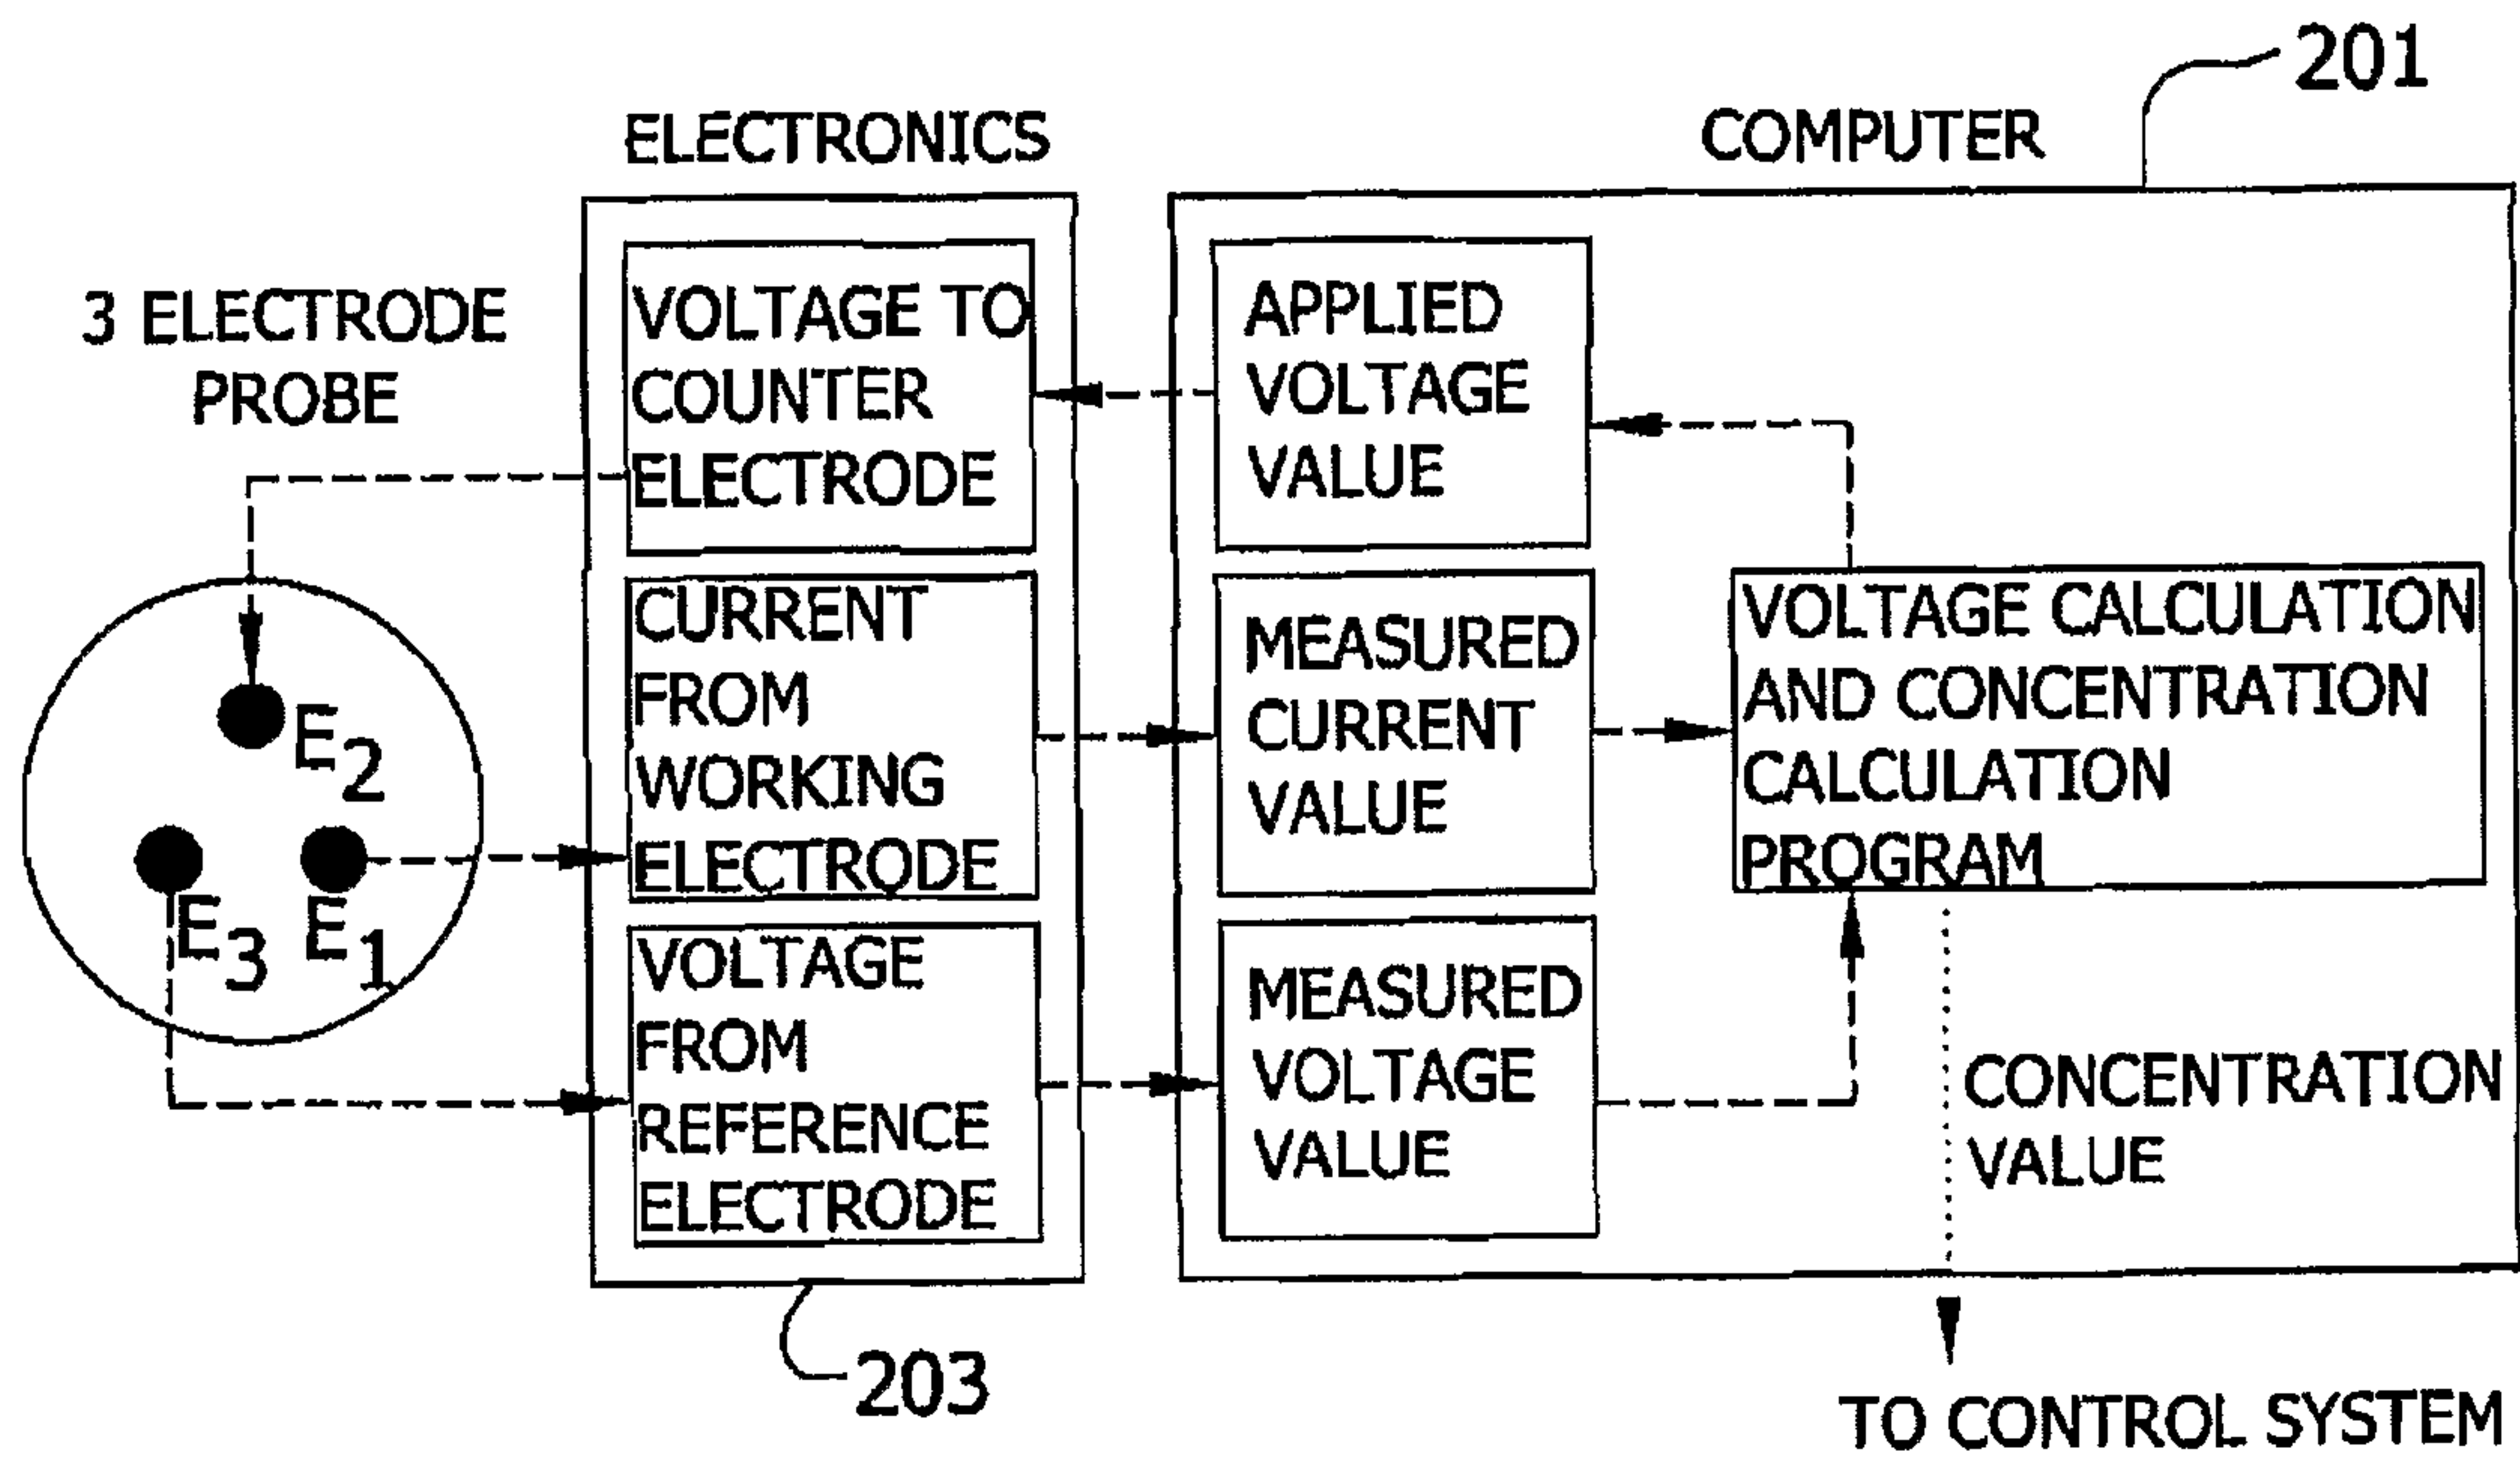 201
ELECTRONICS
COMPUTER
3 ELECTRODE
PROBE
VOLTAGE TO
COUNTER
ELECTRODE
APPLIED
VOLTAGE
VALUE
E2
E3
E1
CURRENT
FROM
WORKING
ELECTRODE
MEASURED
CURRENT
VALUE
VOLTAGE CALCULATION
AND CONCENTRATION
CALCULATION
PROGRAM
VOLTAGE
FROM
REFERENCE
ELECTRODE
MEASURED
VOLTAGE
VALUE
CONCENTRATION
VALUE
203
TO CONTROL SYSTEM